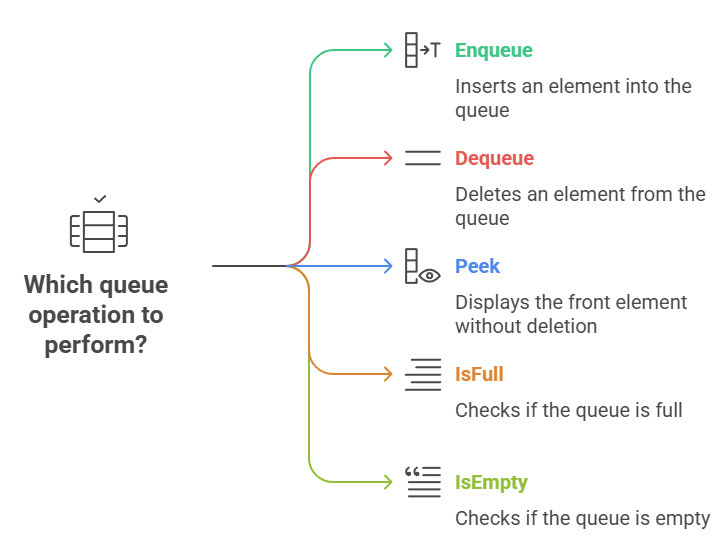 Which queue
operation to
perform?
T
Enqueue
Inserts an element into the
queue
Dequeue
Deletes an element from the
queue
Peek
Displays the front element
without deletion
IsFull
Checks if the queue is full
IsEmpty
Checks if the queue is empty